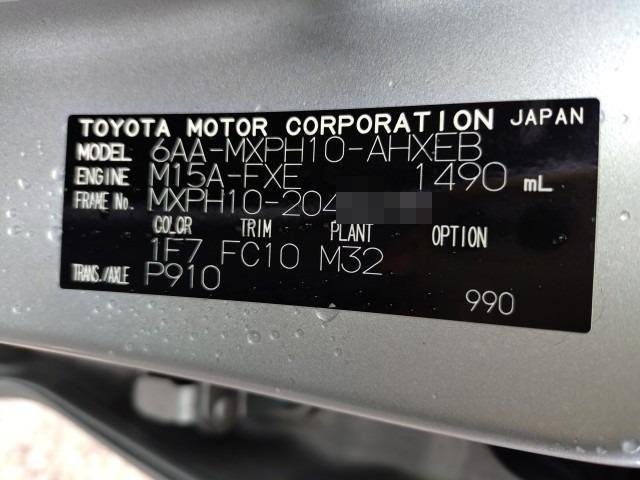 TOYOTA MOTOR CORPORATION JAPAN
MODEL 6AA-MXPH10-AHXEB
ENGINE M15A-FXE 1490 mL
FRAME No. MXPH10-204
COLOR TRIM PLANT OPTION
1F7 FC10 M32
TRANS./AXLE P910
990